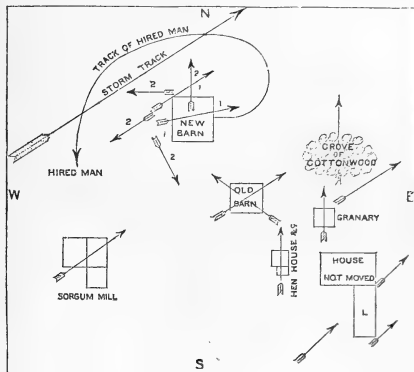 N
TRACK OF HIRED MAN
STORM TRACK
2
2
1
1
NEW
BARN
2
1
2
HIRED MAN
GROVE
OF
COTTONWOOD
W
E
OLD
BARN
GRANARY
HEN HOUSE &C
HOUSE
NOT MOVED
L
SORGUM MILL
S